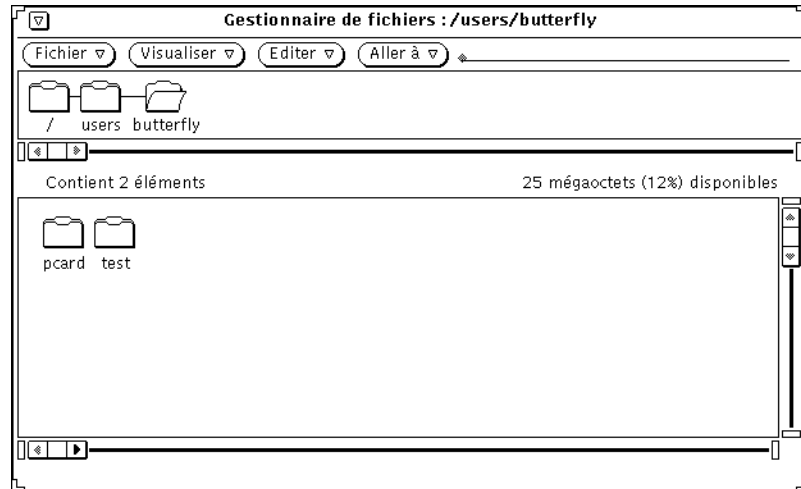 Gestionnaire de fichiers : /users/butterfly
Fichier Visualiser Editer Aller à
/ users butterfly
Contient 2 éléments 25 mégaoctets (12%) disponibles
pcard test